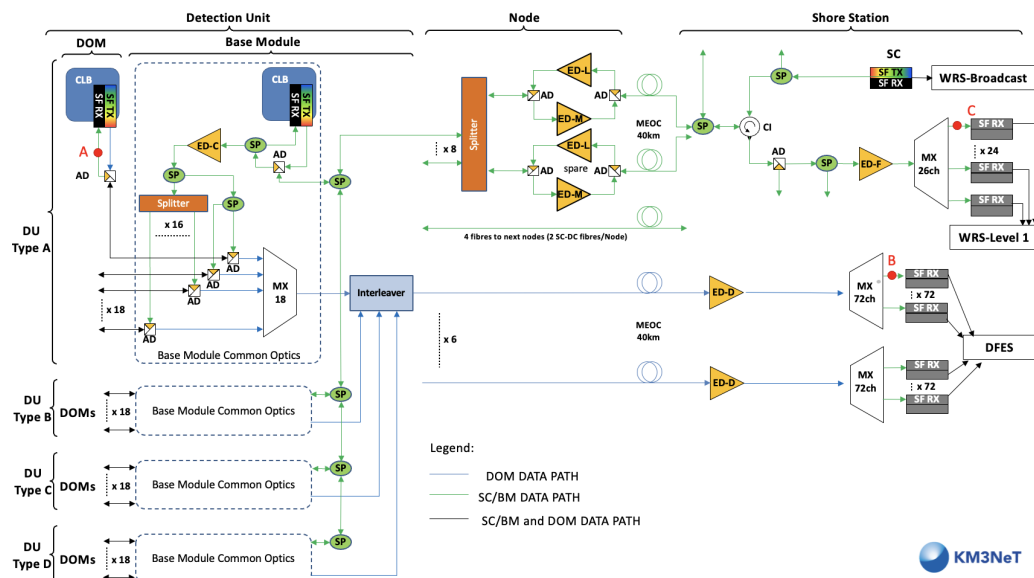 Detection Unit
Node
Shore Station
DOM
Base Module
SC
CLB
SF RX
SF TX
CLB
SF RX
SF TX
A
AD
ED-C
SP
AD
SP
SP
SP
Splitter
x 16
AD
AD
AD
AD
MX
18
x 18
Base Module Common Optics
DU
Type A
Splitter
x 8
ED-L
AD
AD
ED-M
ED-L
AD
spare
AD
ED-M
MEOC
40km
4 fibres to next nodes (2 SC-DC fibres/Node)
SP
SP
CI
AD
SP
ED-F
MX
26ch
SF TX
SF RX
WRS-Broadcast
C
SF RX
x 24
SF RX
SF RX
WRS-Level 1
Interleaver
x 6
MEOC
40km
ED-D
ED-D
B
MX
72ch
SF RX
x 72
SF RX
MX
72ch
SF RX
x 72
SF RX
DFES
DU
Type B
DOMs
x 18
Base Module Common Optics
SP
DU
Type C
DOMs
x 18
Base Module Common Optics
SP
DU
Type D
DOMs
x 18
Base Module Common Optics
SP
Legend:
DOM DATA PATH
SC/BM DATA PATH
SC/BM and DOM DATA PATH
KM3NeT